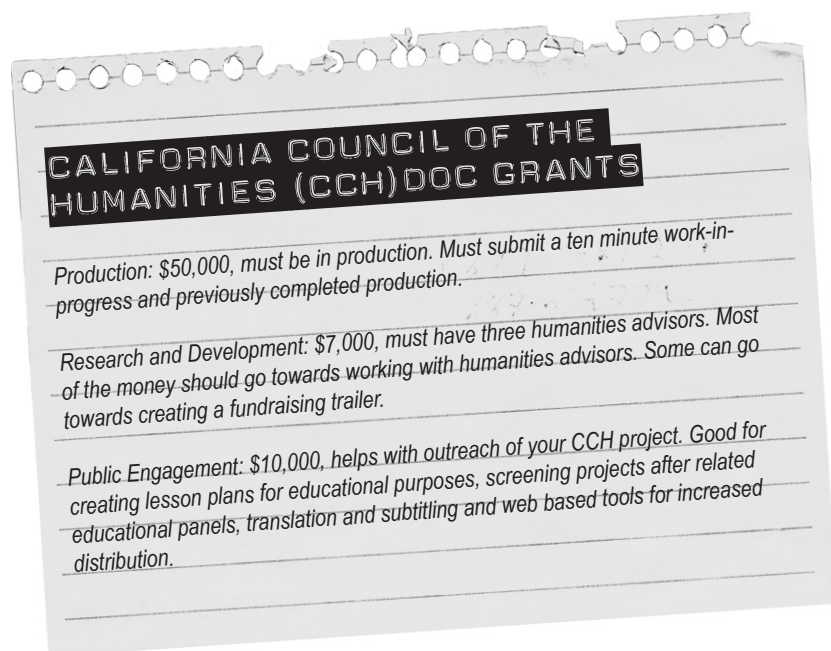 CALIFORNIA COUNCIL OF THE
HUMANITIES (CCH)DOC GRANTS
Production: $50,000, must be in production. Must submit a ten minute work-in-
progress and previously completed production.
Research and Development: $7,000, must have three humanities advisors. Most
of the money should go towards working with humanities advisors. Some can go
towards creating a fundraising trailer.
Public Engagement: $10,000, helps with outreach of your CCH project. Good for
creating lesson plans for educational purposes, screening projects after related
educational panels, translation and subtitling and web based tools for increased
distribution.